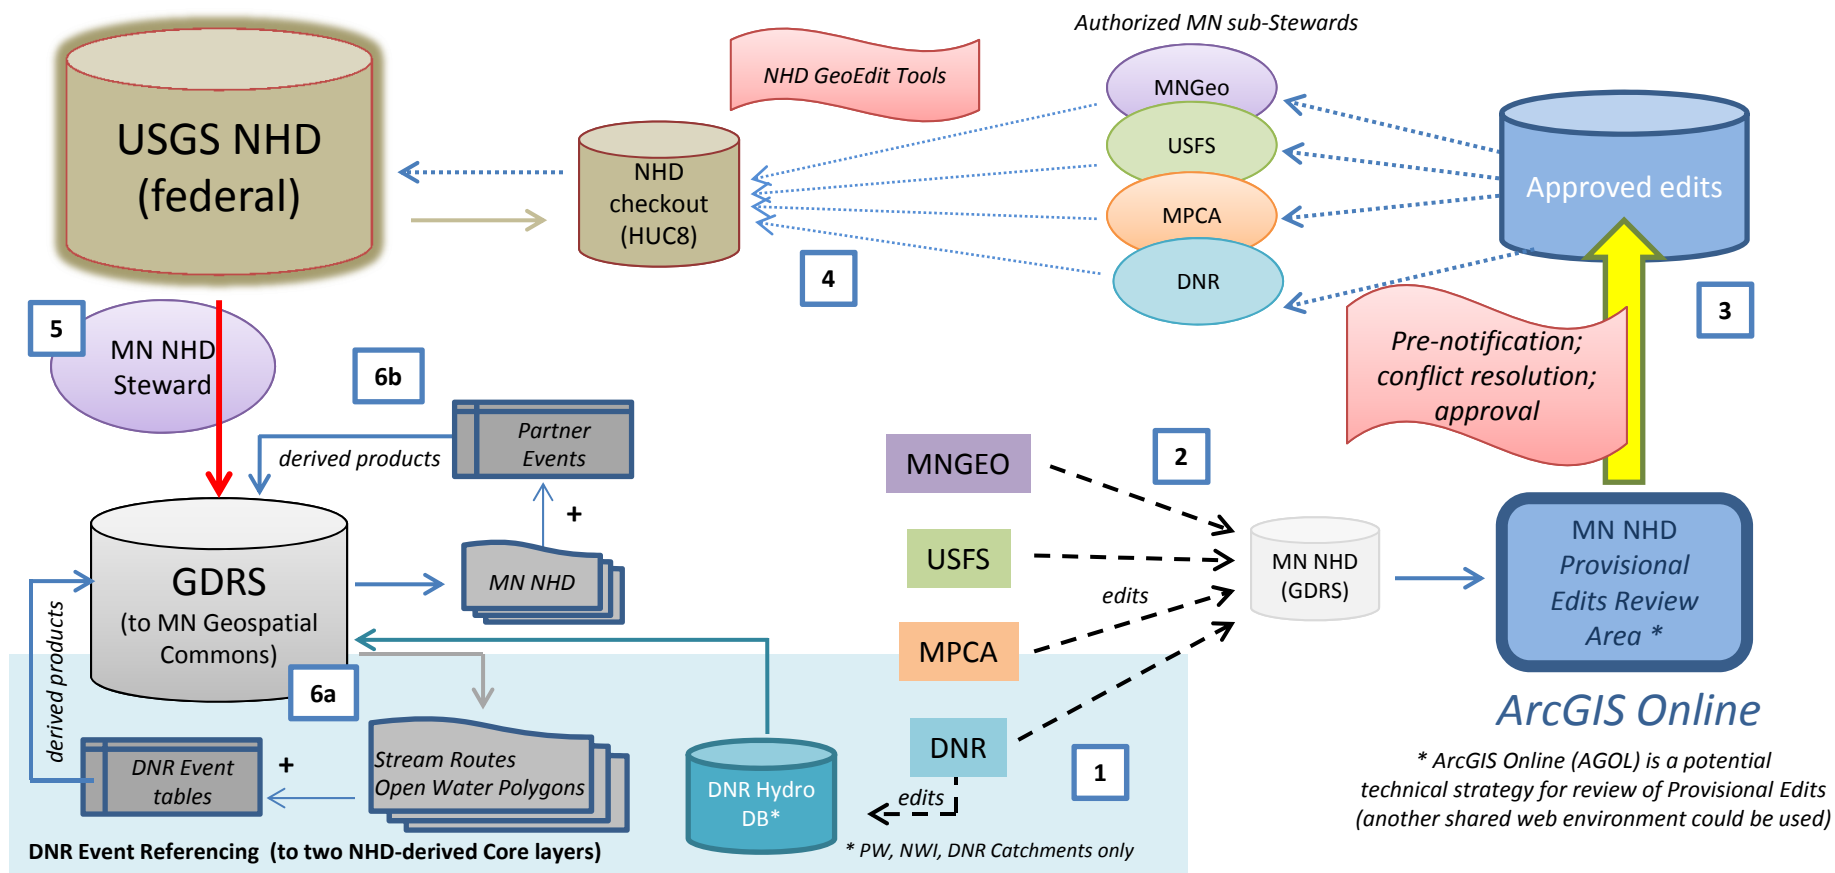 Authorized MN sub-Stewards
NHD GeoEdit Tools
USGS NHD
(federal)
NHD
checkout
(HUC8)
MNGeo
USFS
MPCA
DNR
Approved edits
4
3
5
MN NHD
Steward
Pre-notification;
conflict resolution;
approval
6b
Partner
Events
derived products
+
MN NHD
GDRS
(to MN Geospatial
Commons)
derived products
6a
2
MNGEO
USFS
edits
MPCA
DNR
MN NHD
(GDRS)
MN NHD
Provisional
Edits Review
Area *
ArcGIS Online
* ArcGIS Online (AGOL) is a potential
technical strategy for review of Provisional Edits
(another shared web environment could be used)
1
DNR Event
tables
+
Stream Routes
Open Water Polygons
DNR Hydro
DB*
edits
* PW, NWI, DNR Catchments only
DNR Event Referencing (to two NHD-derived Core layers)